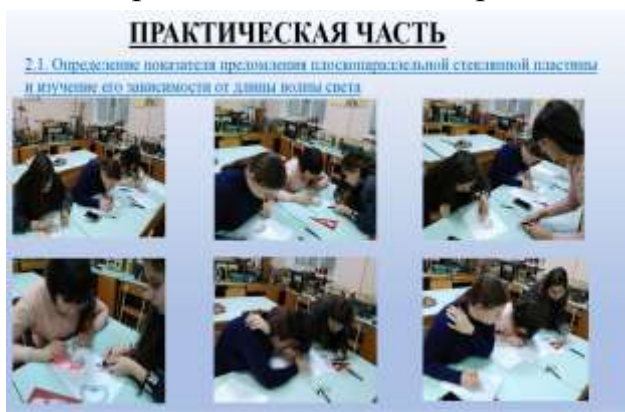 ПРАКТИЧЕСКАЯ ЧАСТЬ
2.1. Определение показателя преломления плоскопараллельной стеклянной пластины
и изучение его зависимости от длины волны света